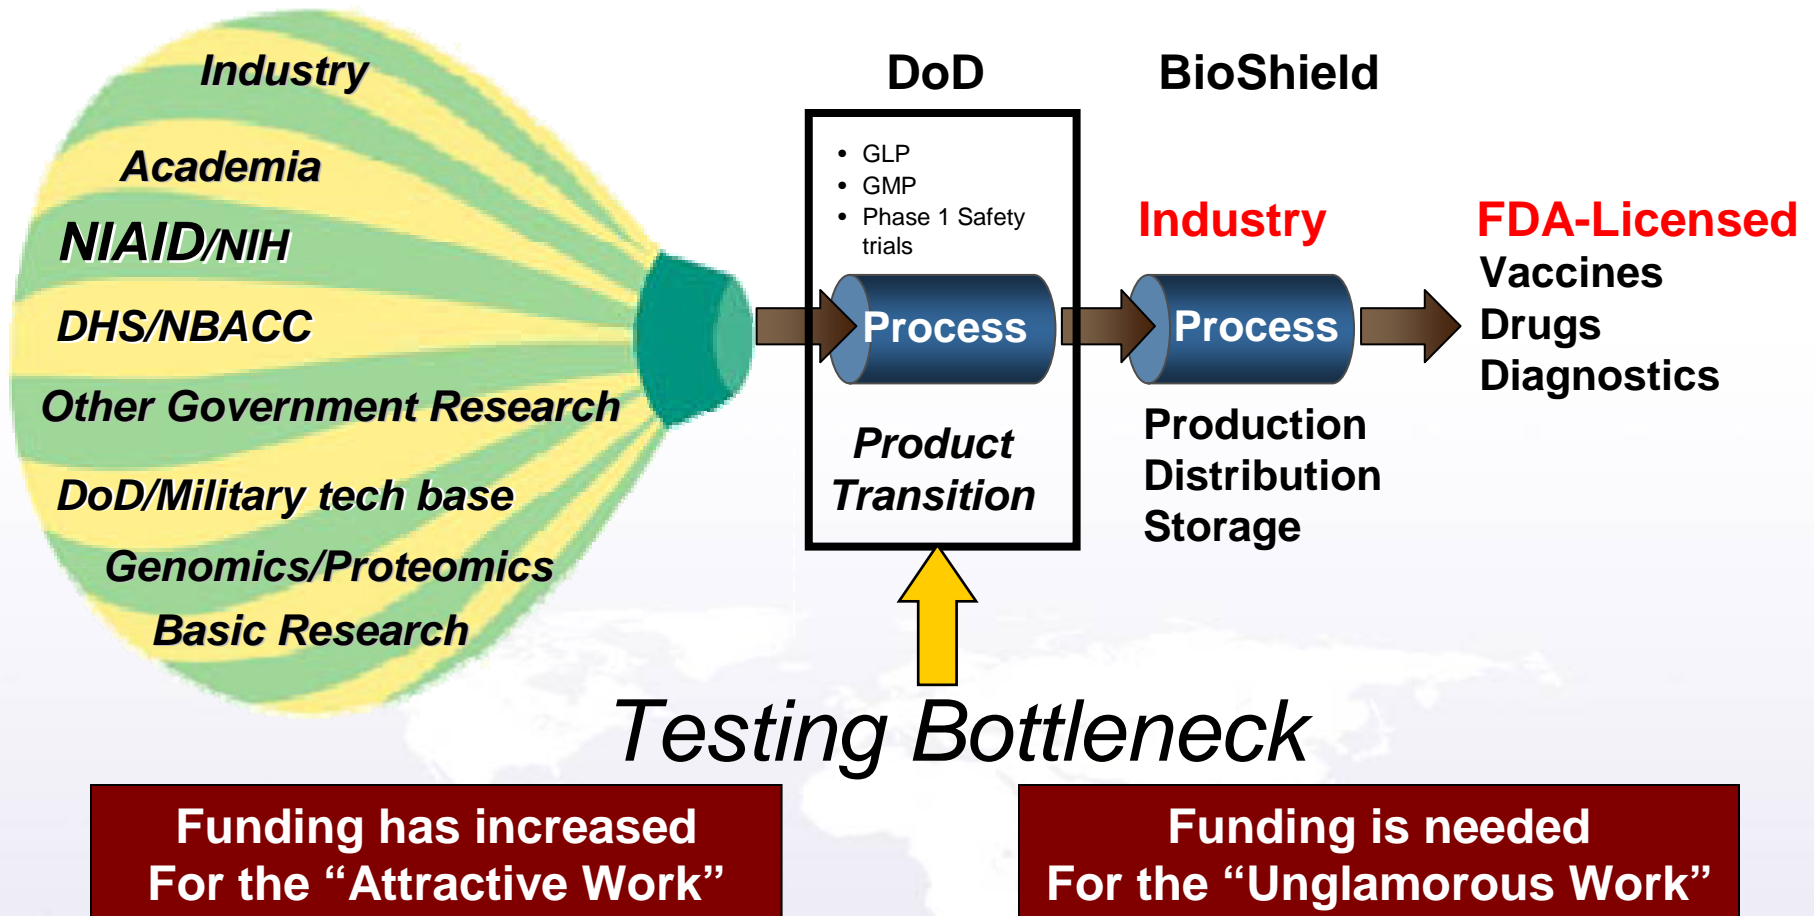 Industry
Academia
NIAID/NIH
DHS/NBACC
Other Government Research
DoD/Military tech base
Genomics/Proteomics
Basic Research
DoD
• GLP
• GMP
• Phase 1 Safety
trials
Process
Product
Transition
BioShield
Industry
Process
Production
Distribution
Storage
FDA-Licensed
Vaccines
Drugs
Diagnostics
Testing Bottleneck
Funding has increased
For the “Attractive Work”
Funding is needed
For the “Unglamorous Work”